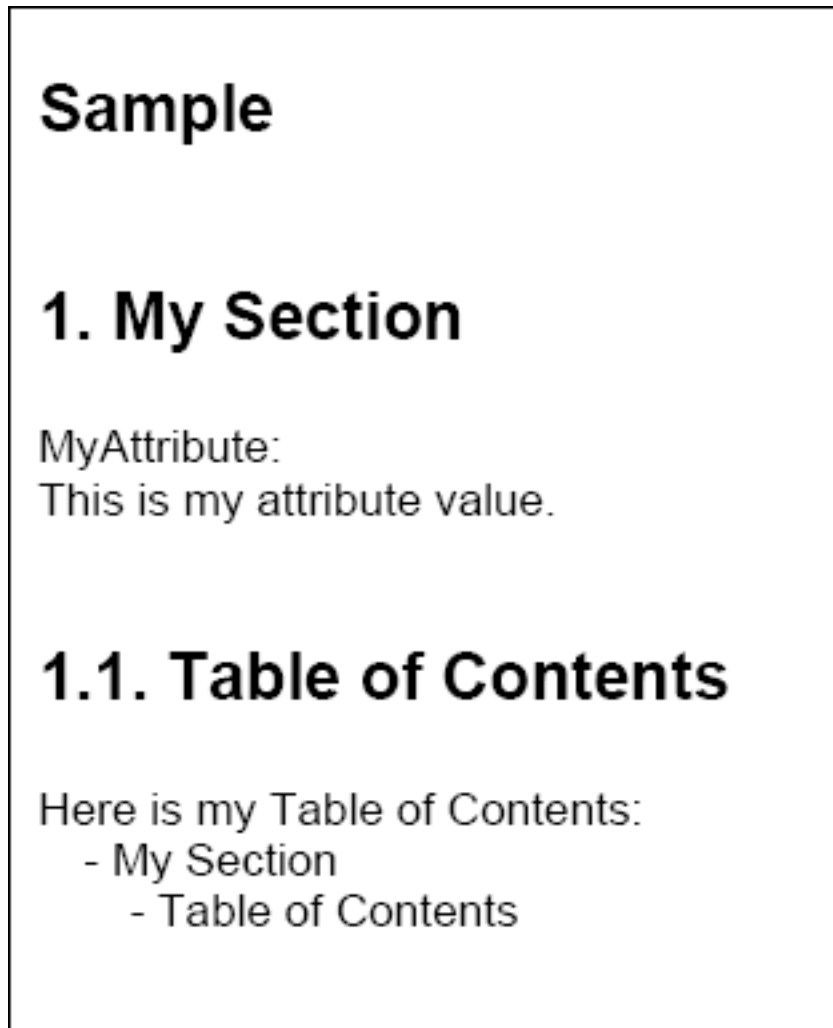 Sample
1. My Section
MyAttribute:
This is my attribute value.
1.1. Table of Contents
Here is my Table of Contents:
- My Section
- Table of Contents